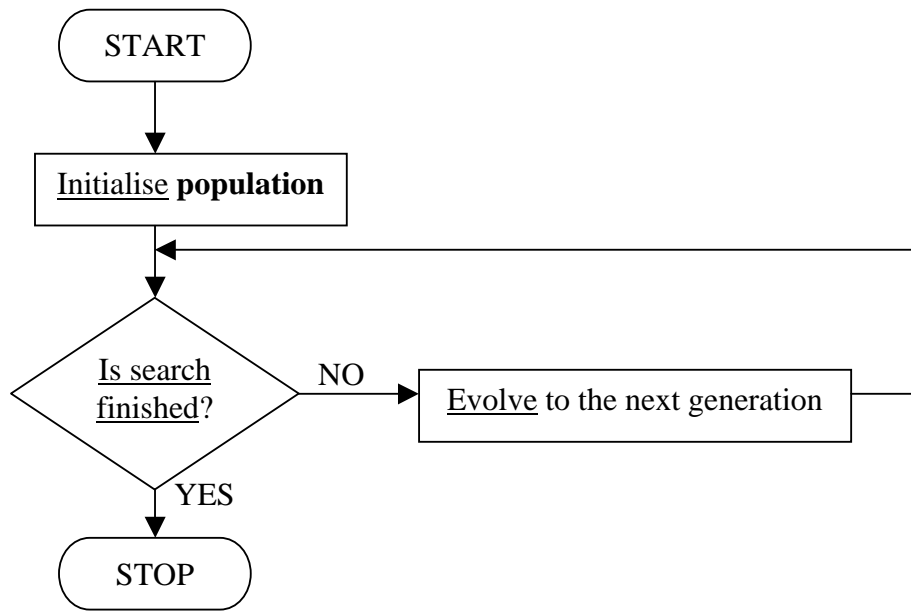 START
Initialise population
Is search
finished?
NO
Evolve to the next generation
YES
STOP